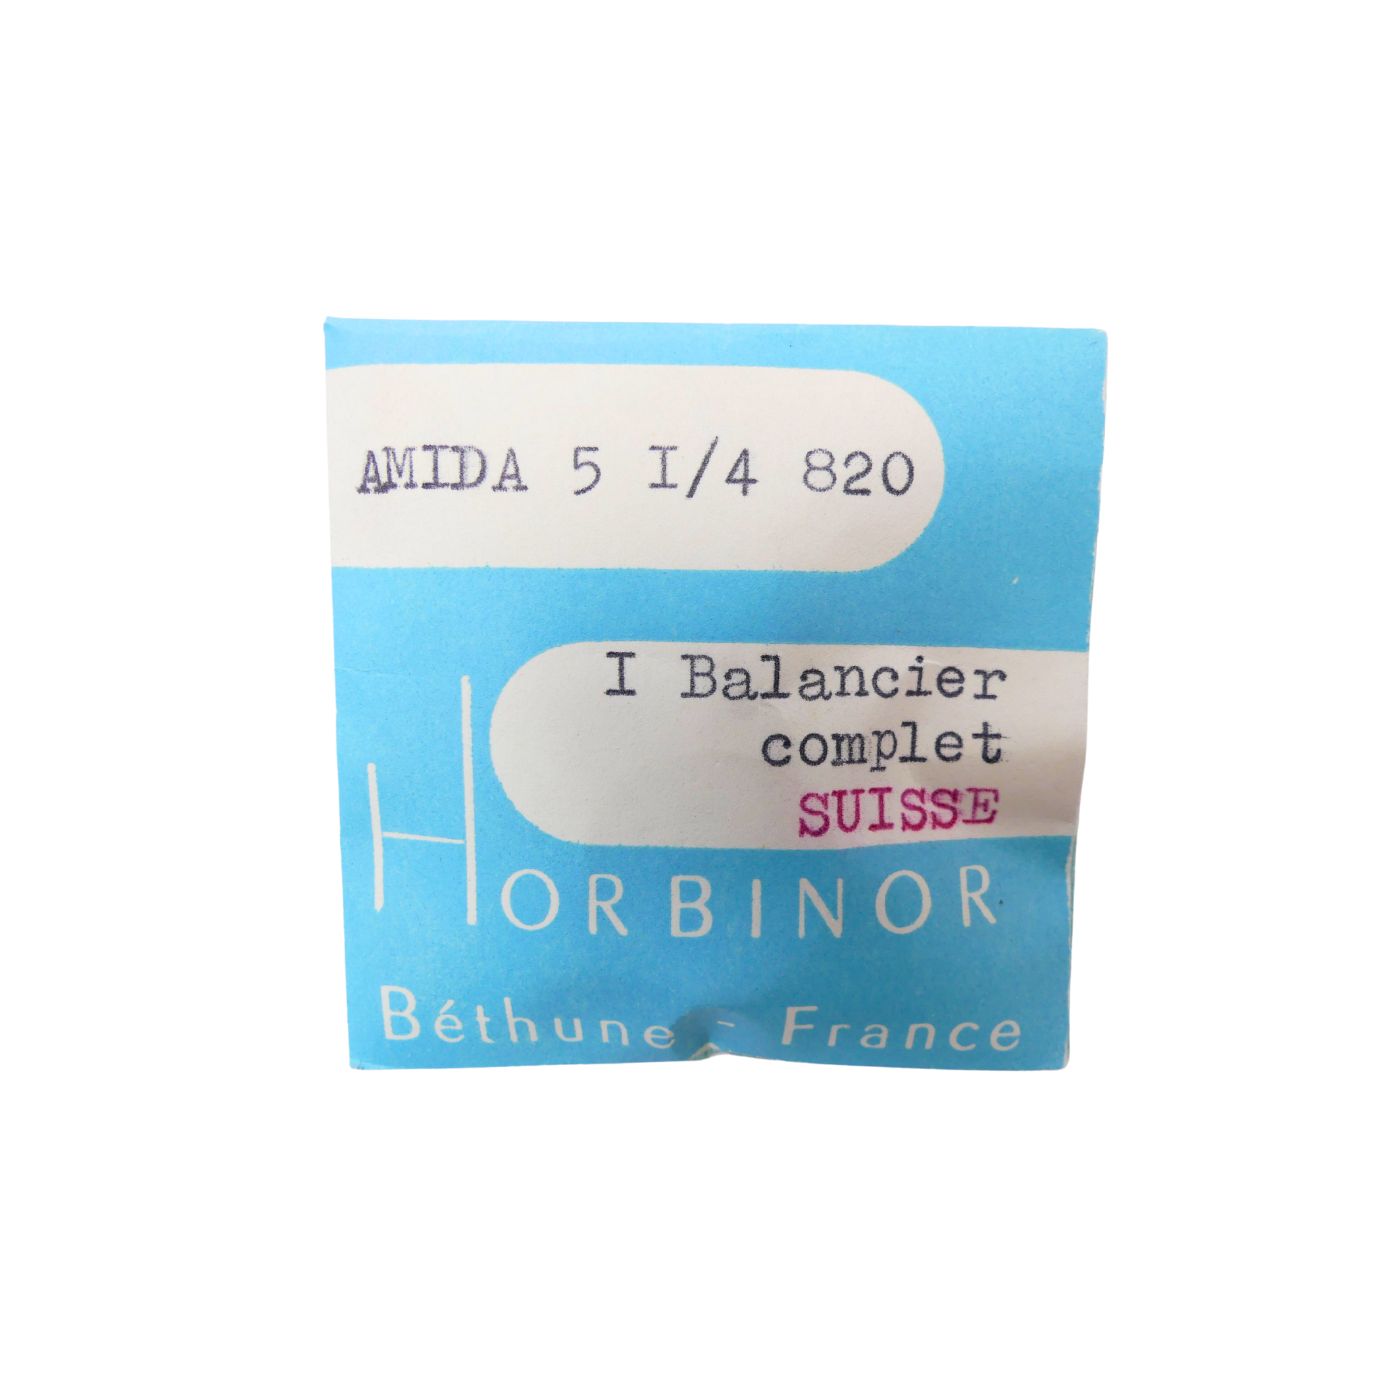 AMIDA 5 I/4 820
I Balancier
complet
SUISSE
HORBINOR
Béthune - France